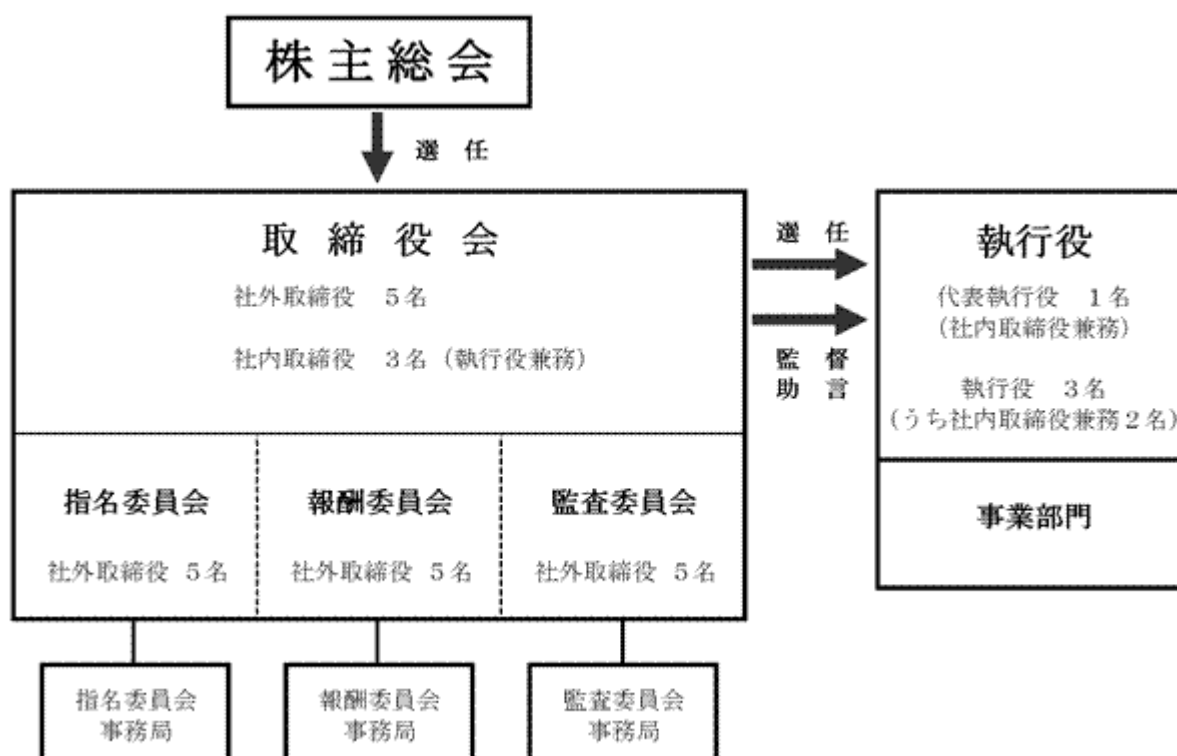 株主総会
選 任
取 締 役 会
社外取締役 5名
社内取締役 3名 (執行役兼務)
選 任
監 督
助 言
執行役
代表執行役 1名
(社内取締役兼務)
執行役 3名
(うち社内取締役兼務2名)
事業部門
指名委員会
社外取締役 5名
報酬委員会
社外取締役 5名
監査委員会
社外取締役 5名
指名委員会
事務局
報酬委員会
事務局
監査委員会
事務局